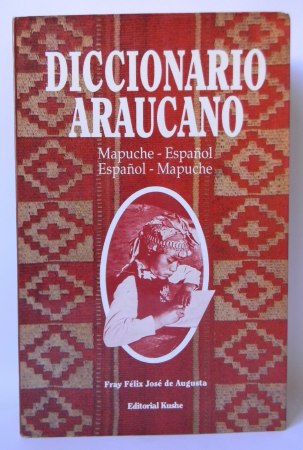 DICCIONARIO
ARAUCANO
Mapuche - Español
Español - Mapuche
Fray Félix José de Augusta
Editorial Kushe